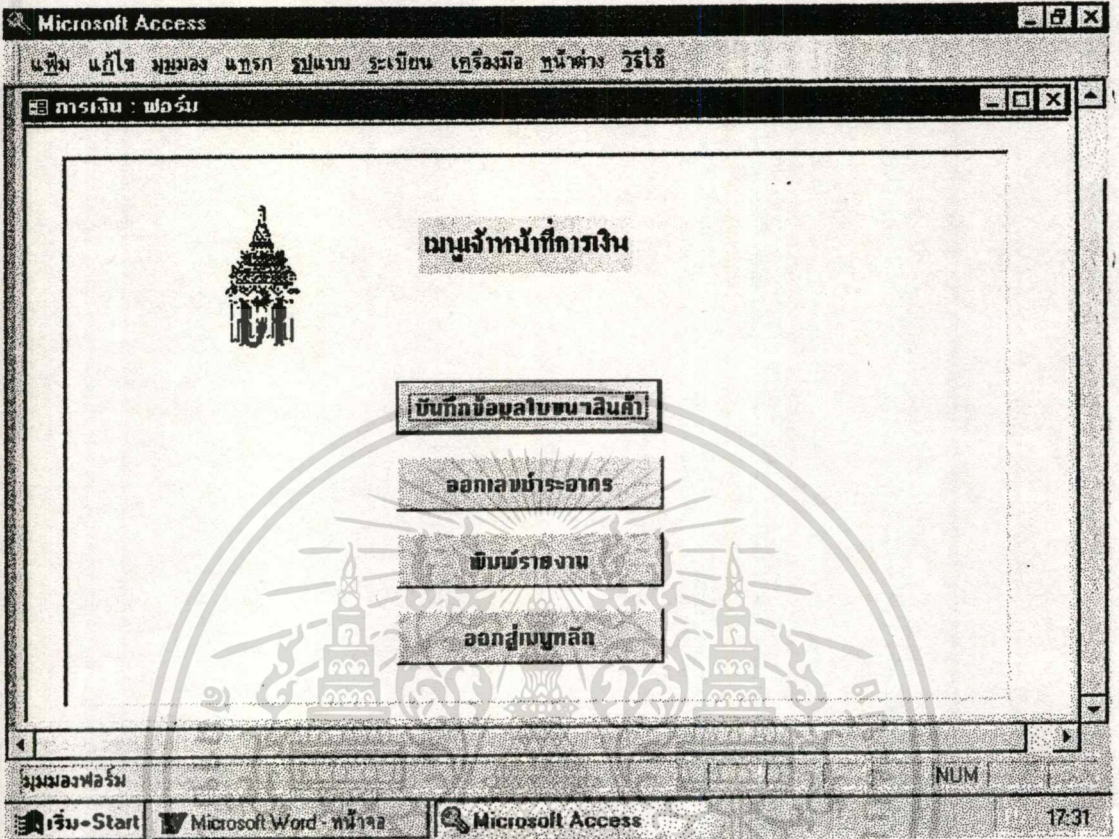 Microsoft Access
แฟ้ม แก้ไข มุมมอง แทรก รูปแบบ ระเบียน เครื่องมือ หน้าต่าง วิธีใช้
การเงิน : ฟอร์ม
เมนูเจ้าหน้าที่การเงิน
บันทึกข้อมูลใบขนฯสินค้า
ออกเลขชำระอากร
พิมพ์รายงาน
ออกสู่เมนูหลัก
มุมมองฟอร์ม NUM
เริ่ม-Start Microsoft Word - หน้าจอ Microsoft Access 17:31